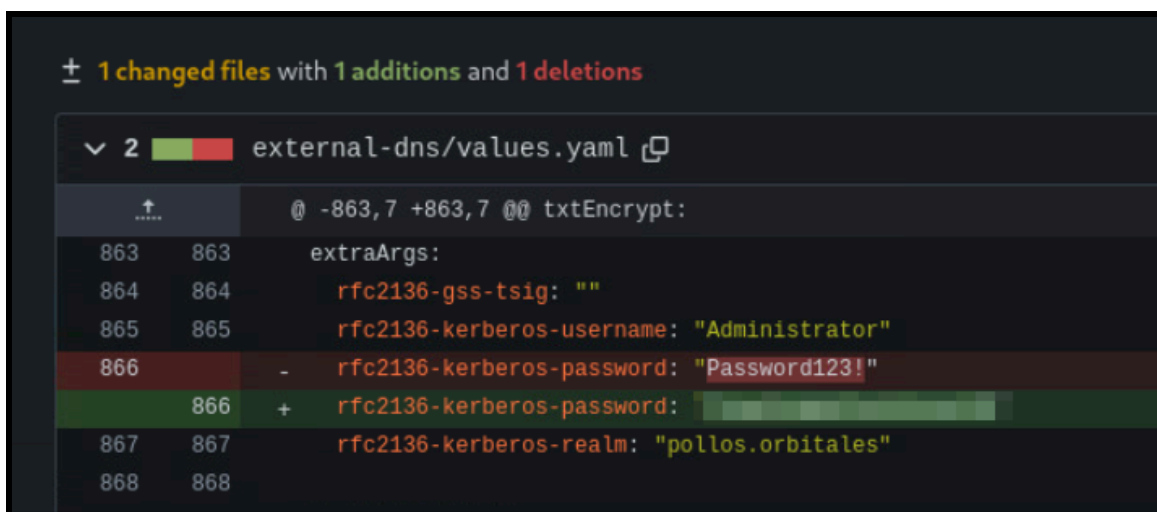 ± 1 changed files with 1 additions and 1 deletions
2 external-dns/values.yaml
@ -863,7 +863,7 @@ txtEncrypt:
863 863 extraArgs:
864 864 rfc2136-gss-tsig: ""
865 865 rfc2136-kerberos-username: "Administrator"
866 - rfc2136-kerberos-password: "Password123!"
866 + rfc2136-kerberos-password:
867 867 rfc2136-kerberos-realm: "pollos.orbitales"
868 868